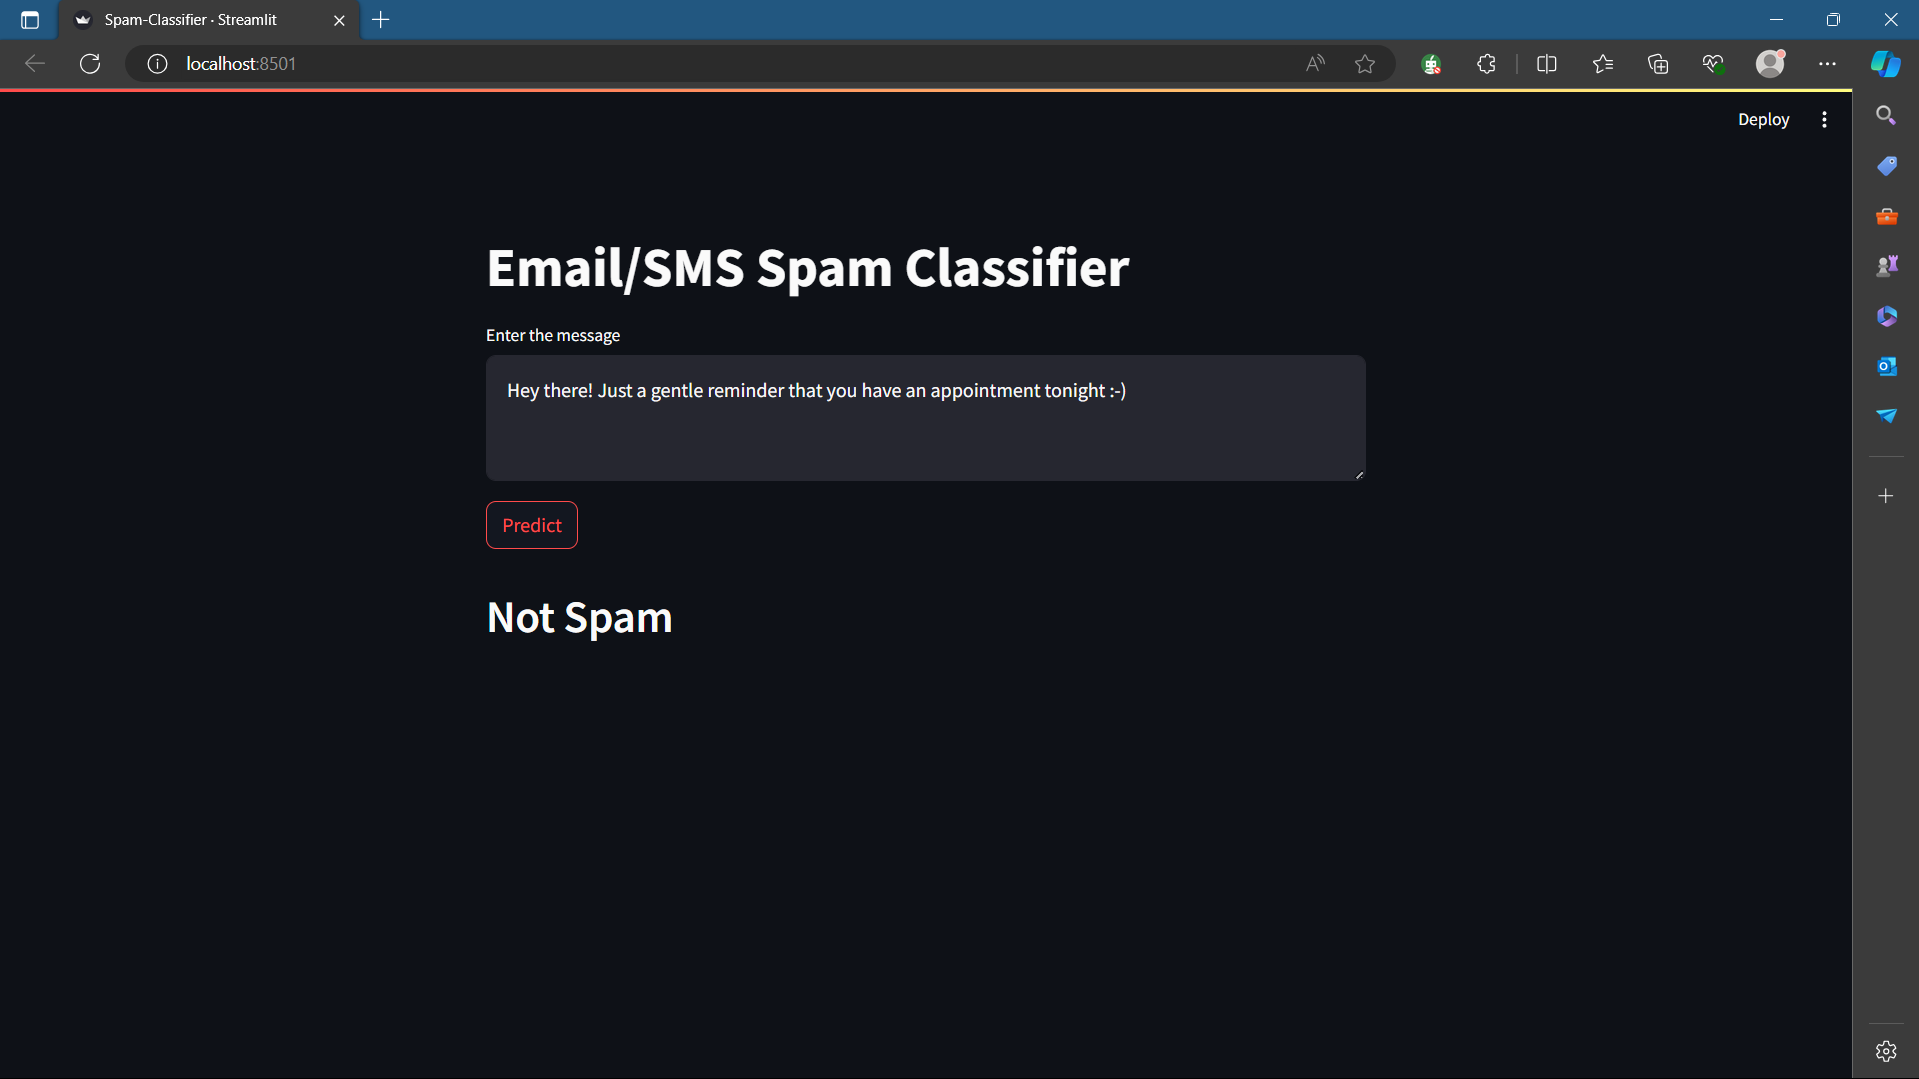 Spam-Classifier · Streamlit
localhost:8501
Deploy
Email/SMS Spam Classifier
Enter the message
Hey there! Just a gentle reminder that you have an appointment tonight :-)
Predict
Not Spam